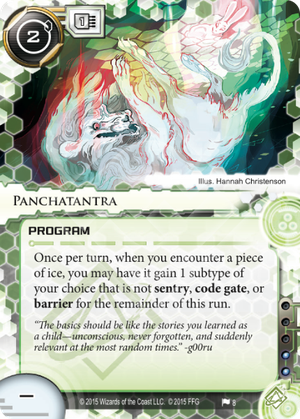 2
1
Illus. Hannah Christenson
PANCHATANTRA
PROGRAM
Once per turn, when you encounter a piece
of ice, you may have it gain 1 subtype
of your choice that is not sentry, code gate, or
barrier for the remainder of this run.
"The basics should be like the stories you learned as
a child—unconscious, never forgotten, and suddenly
relevant at the most random times." -g00ru
–
© 2015 Wizards of the Coast LLC. © 2015 FFG
8